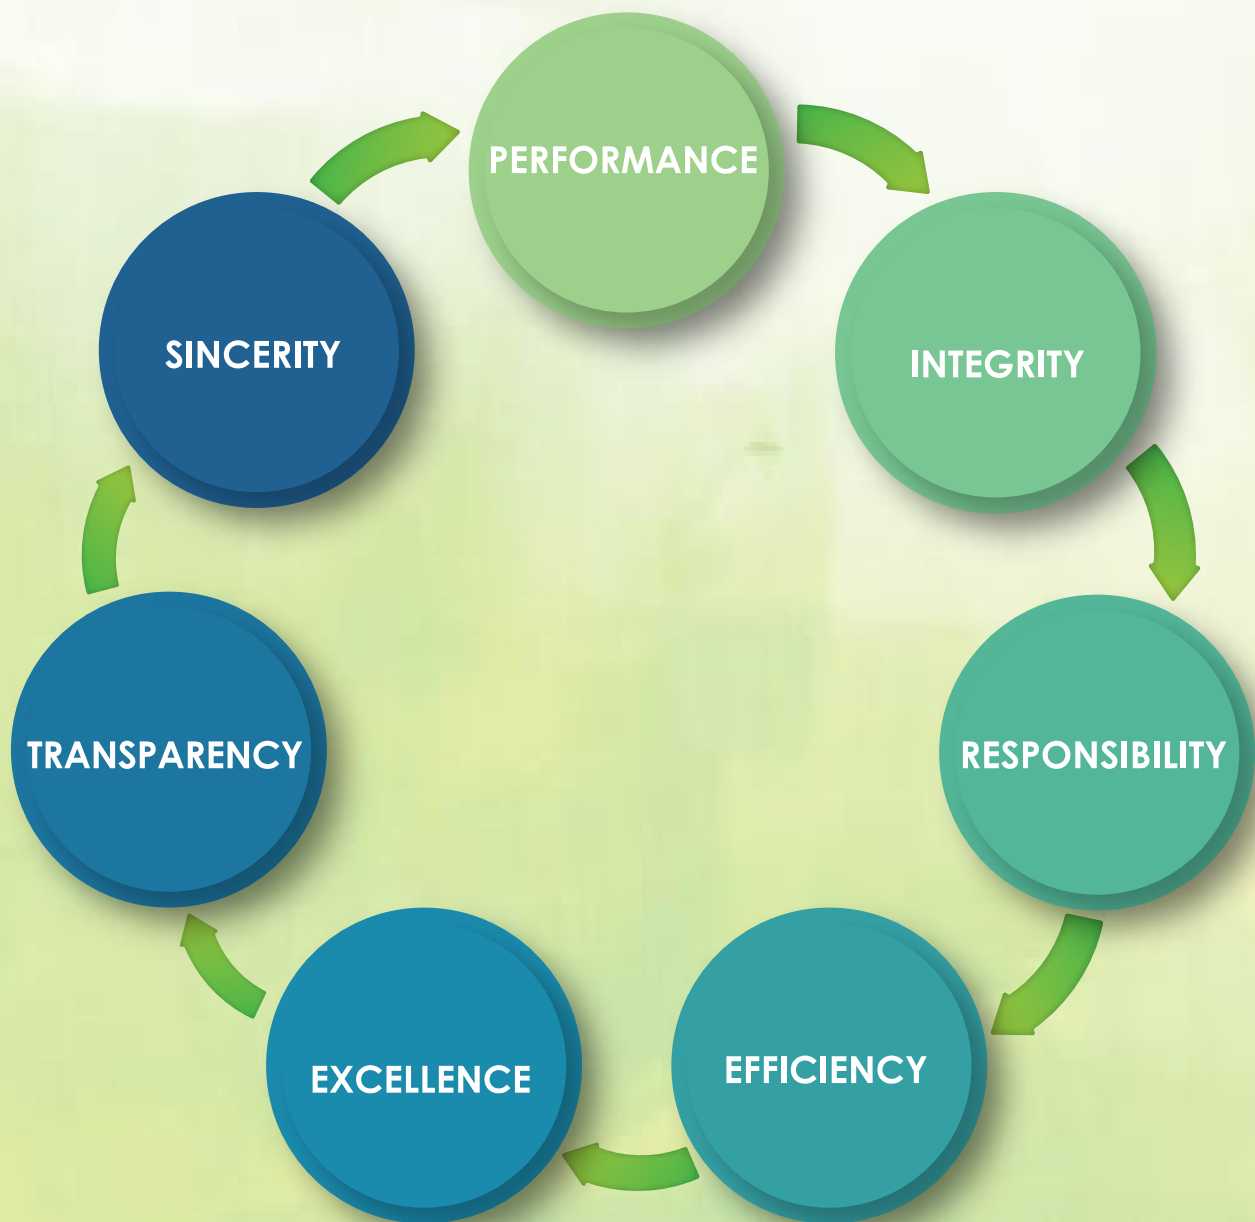 PERFORMANCE
INTEGRITY
RESPONSIBILITY
EFFICIENCY
EXCELLENCE
TRANSPARENCY
SINCERITY